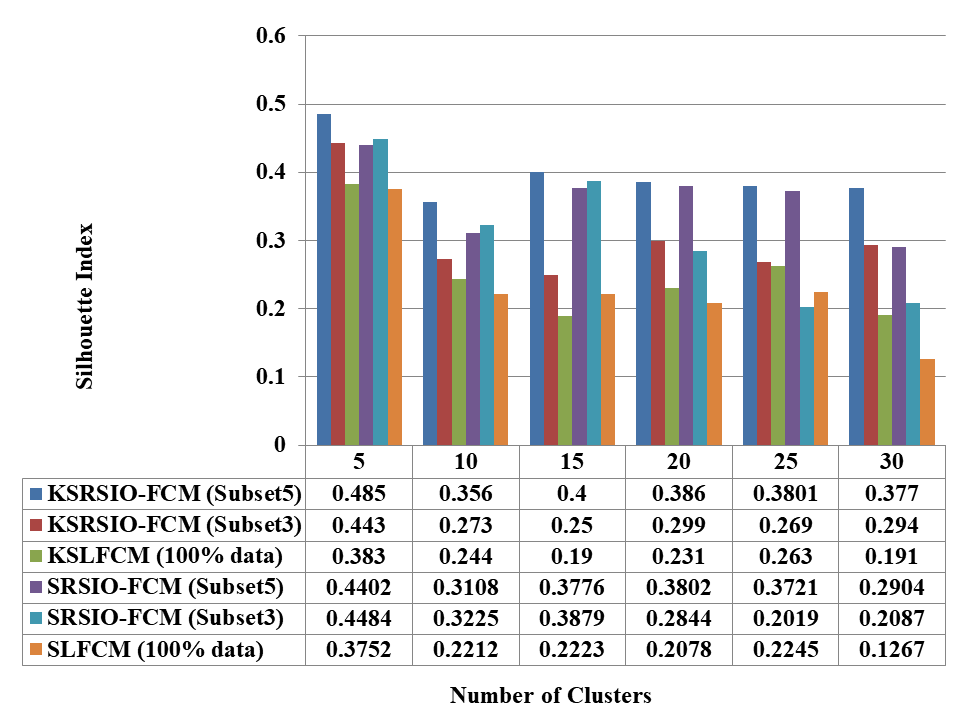 0.6
0.5
0.4
0.3
0.2
0.1
0
Silhouette Index
5 10 15 20 25 30
KSRSIO-FCM (Subset5) 0.485 0.356 0.4 0.386 0.3801 0.377
KSRSIO-FCM (Subset3) 0.443 0.273 0.25 0.299 0.269 0.294
KSLFCM (100% data) 0.383 0.244 0.19 0.231 0.263 0.191
SRSIO-FCM (Subset5) 0.4402 0.3108 0.3776 0.3802 0.3721 0.2904
SRSIO-FCM (Subset3) 0.4484 0.3225 0.3879 0.2844 0.2019 0.2087
SLFCM (100% data) 0.3752 0.2212 0.2223 0.2078 0.2245 0.1267
Number of Clusters